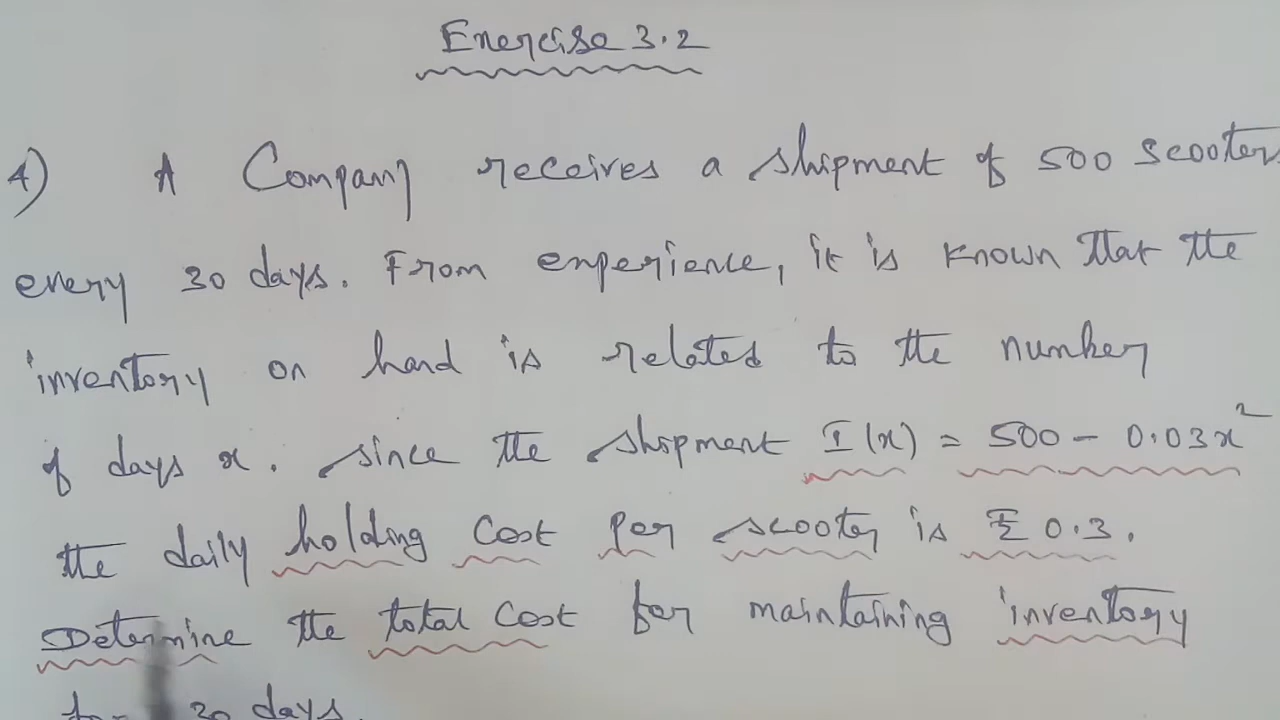 Exercise 3.2
4) A Company receives a shipment of 500 scooters
every 30 days. From experience, it is known that the
inventory on hand is related to the number
of days x. since the shipment I(x) = 500 - 0.03x²
the daily holding cost per scooter is ₹ 0.3.
Determine the total cost for maintaining inventory
for 30 days.